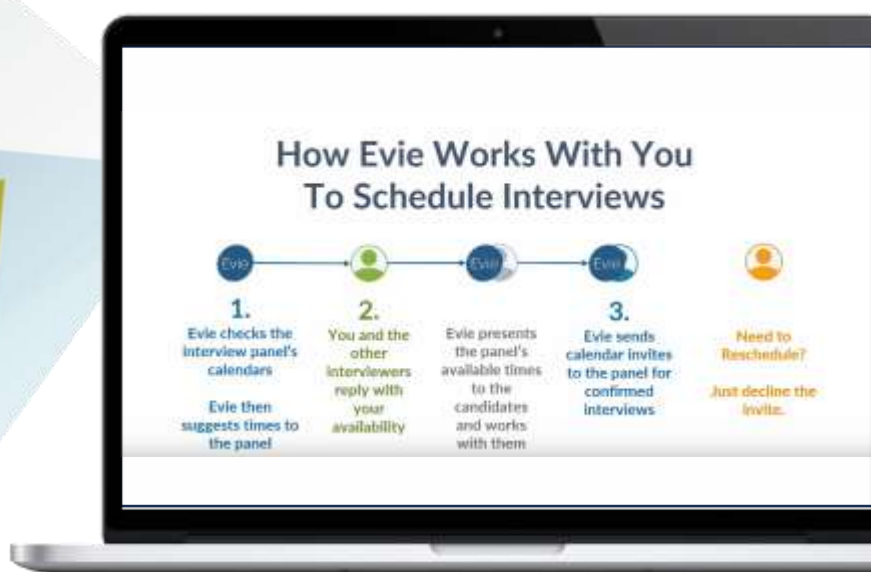 How Evie Works With You
To Schedule Interviews
Evie
Evie
Evie
1.
Evie checks the
interview panel's
calendars
Evie then
suggests times to
the panel
2.
You and the
other
interviewers
reply with
your
availability
Evie presents
the panel's
available times
to the
candidates
and works
with them
3.
Evie sends
calendar invites
to the panel for
confirmed
interviews
Need to
Reschedule?
Just decline the
invite.